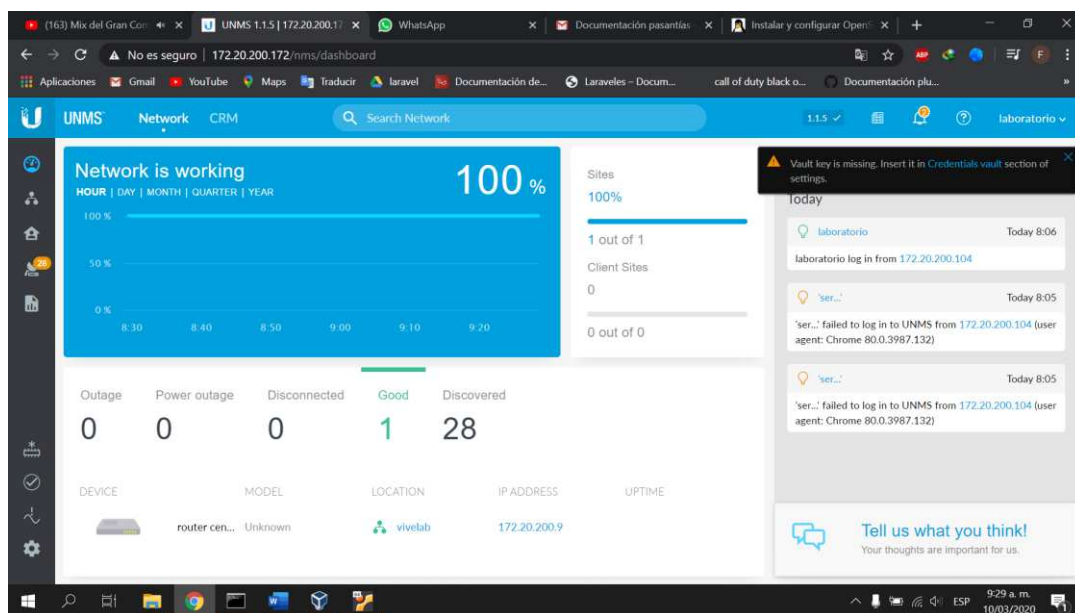 (163) Mix del Gran Com
UNMS 1.1.5 | 172.20.200.17
WhatsApp
Documentación pasantías
Instalar y configurar OpenS
No es seguro | 172.20.200.172/nms/dashboard
ABP
F
Aplicaciones
Gmail
YouTube
Maps
Traducir
laravel
Documentación de...
Laraveles – Docum...
call of duty black o...
Documentación plu...
»
UNMS
Network
CRM
Search Network
1.1.5
laboratorio
Network is working
100 %
HOUR | DAY | MONTH | QUARTER | YEAR
100 %
50 %
0 %
8:30 8:40 8:50 9:00 9:10 9:20
28
Sites
100%
1 out of 1
Client Sites
0
0 out of 0
Vault key is missing. Insert it in Credentials vault section of
settings.
Today
laboratorio Today 8:06
laboratorio log in from 172.20.200.104
'ser...' Today 8:05
'ser...' failed to log in to UNMS from 172.20.200.104 (user
agent: Chrome 80.0.3987.132)
'ser...' Today 8:05
'ser...' failed to log in to UNMS from 172.20.200.104 (user
agent: Chrome 80.0.3987.132)
Outage Power outage Disconnected Good Discovered
0 0 0 1 28
DEVICE MODEL LOCATION IP ADDRESS UPTIME
router cen... Unknown vivelab 172.20.200.9
Tell us what you think!
Your thoughts are important for us.
ESP
9:29 a. m.
10/03/2020